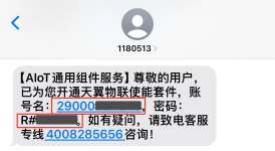 1180513 >
【AIoT通用组件服务】尊敬的用户，
已为您开通天翼物联使能套件，账
号名：29000 密码：
R# 。如有疑问，请致电客服
专线4008285656咨询！